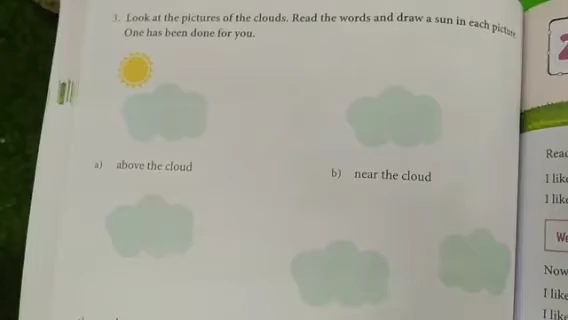 3. Look at the pictures of the clouds. Read the words and draw a sun in each picture.
One has been done for you.
a) above the cloud
b) near the cloud
2
Read
I like
I like
We
Now
I like
I like